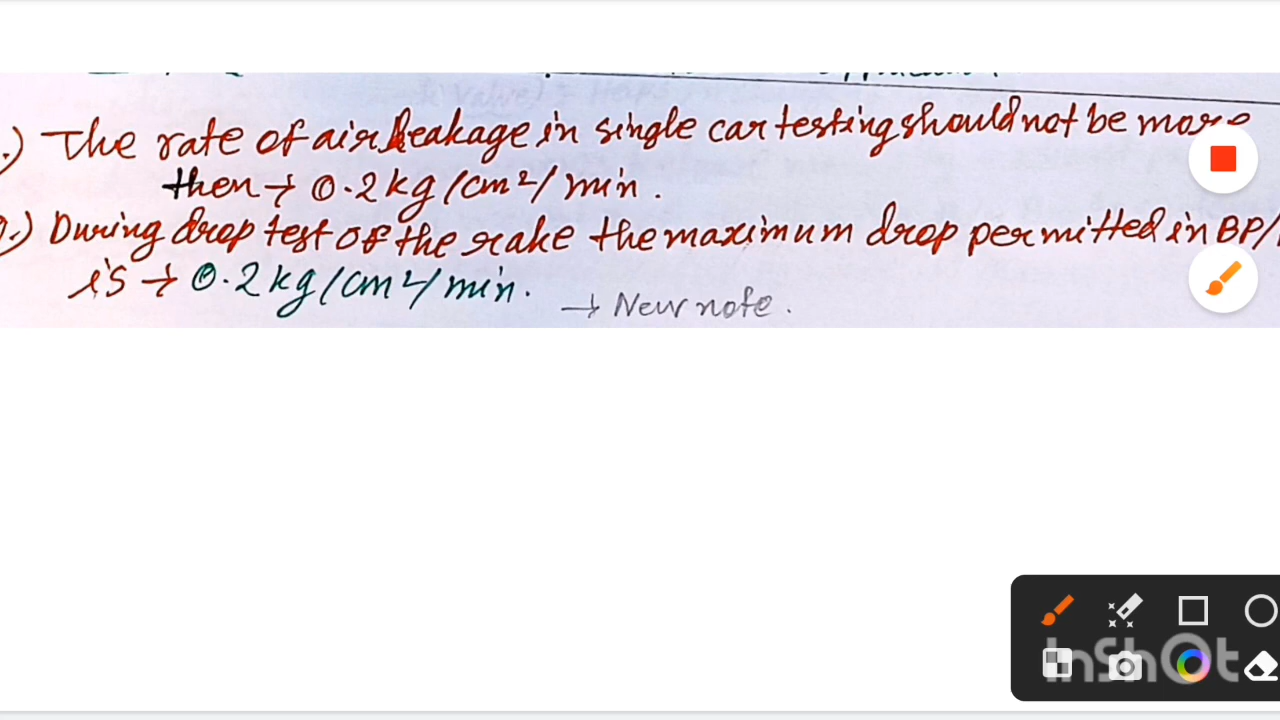 .) The rate of air leakage in single car testing should not be more
then → 0.2 kg/cm²/min.
.) During drop test of the rake the maximum drop permitted in BP/
is → 0.2 kg/cm²/min.
→ New note.
InShOt